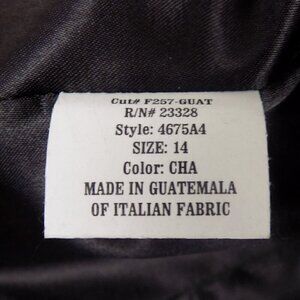 Cut# F257-GUAT
R/N# 23328
Style: 4675A4
SIZE: 14
Color: CHA
MADE IN GUATEMALA
OF ITALIAN FABRIC